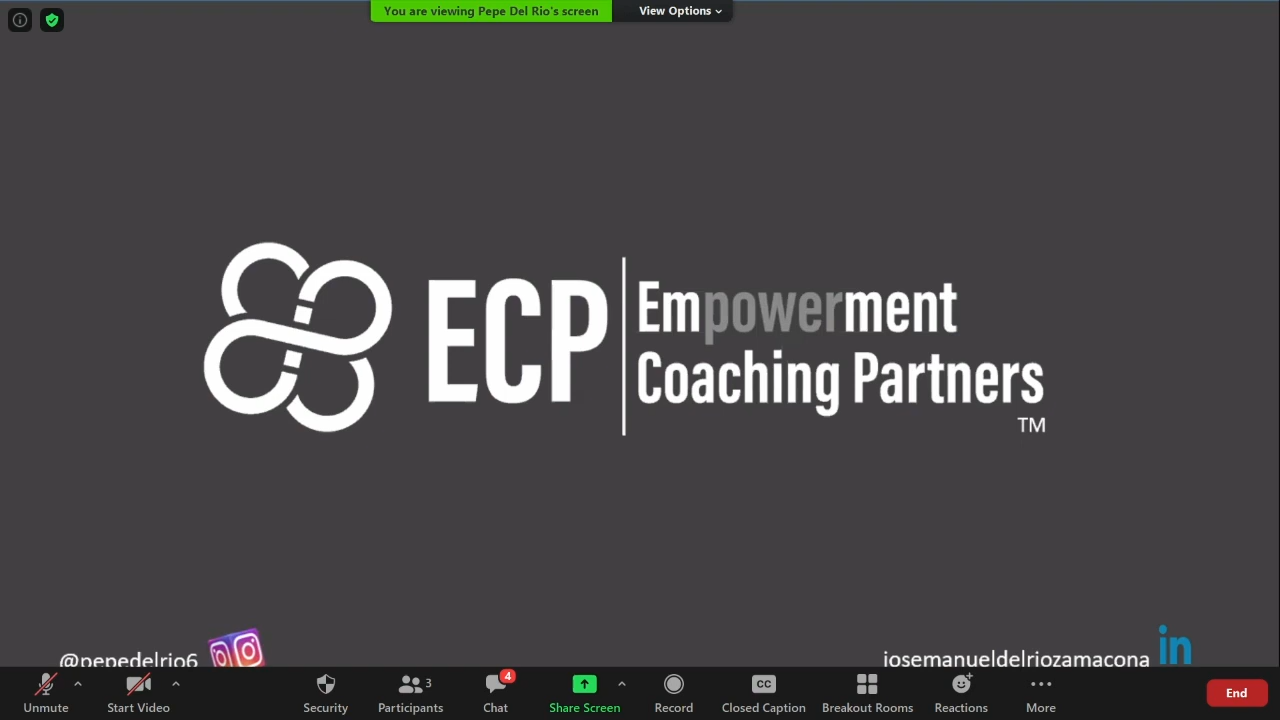 You are viewing Pepe Del Rio's screen
View Options
ECP
Empowerment
Coaching Partners
TM
@pepedelrio6
josemanueldelriozamacona
in
Unmute
Start Video
Security
Participants
3
Chat
4
Share Screen
Record
CC
Closed Caption
Breakout Rooms
Reactions
More
End